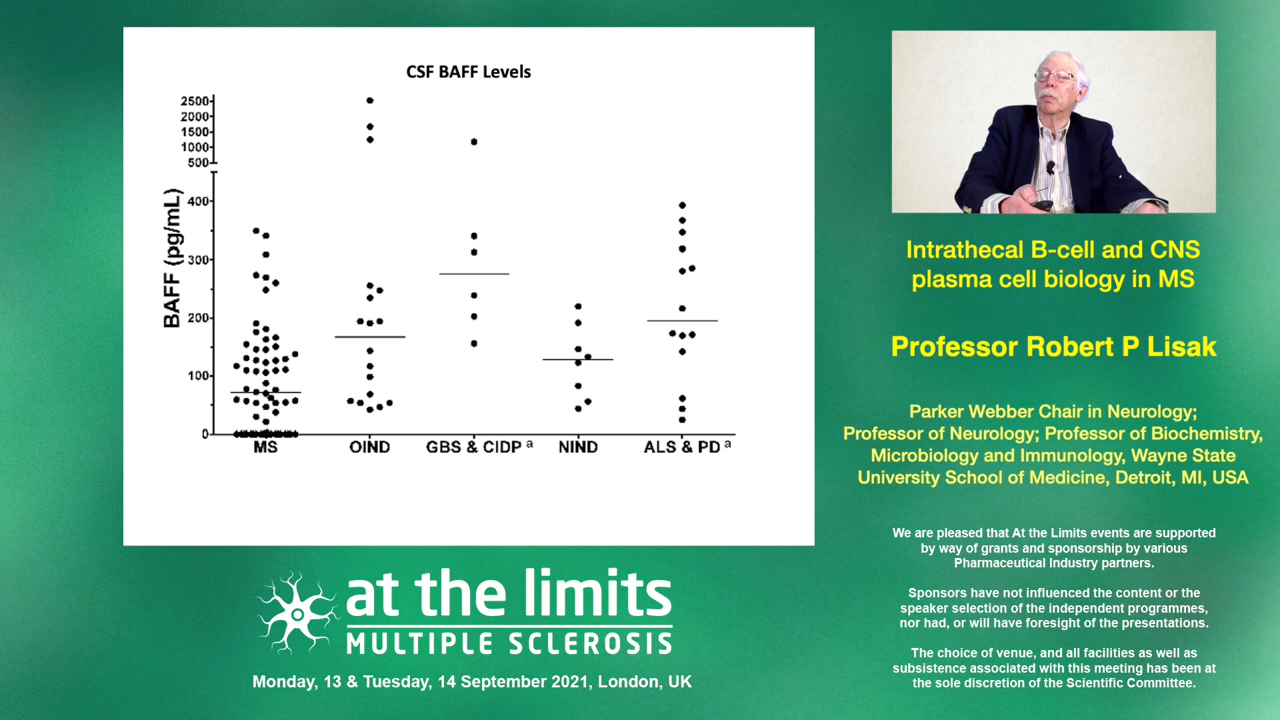 CSF BAFF Levels
2500
2000
1500
1000
500
400
300
200
100
0
BAFF (pg/mL)
MS OIND GBS & CIDP a NIND ALS & PD a
Intrathecal B-cell and CNS
plasma cell biology in MS
Professor Robert P Lisak
Parker Webber Chair in Neurology;
Professor of Neurology; Professor of Biochemistry,
Microbiology and Immunology, Wayne State
University School of Medicine, Detroit, MI, USA
We are pleased that At the Limits events are supported
by way of grants and sponsorship by various
Pharmaceutical Industry partners.
Sponsors have not influenced the content or the
speaker selection of the independent programmes,
nor had, or will have foresight of the presentations.
The choice of venue, and all facilities as well as
subsistence associated with this meeting has been at
the sole discretion of the Scientific Committee.
at the limits
MULTIPLE SCLEROSIS
Monday, 13 & Tuesday, 14 September 2021, London, UK